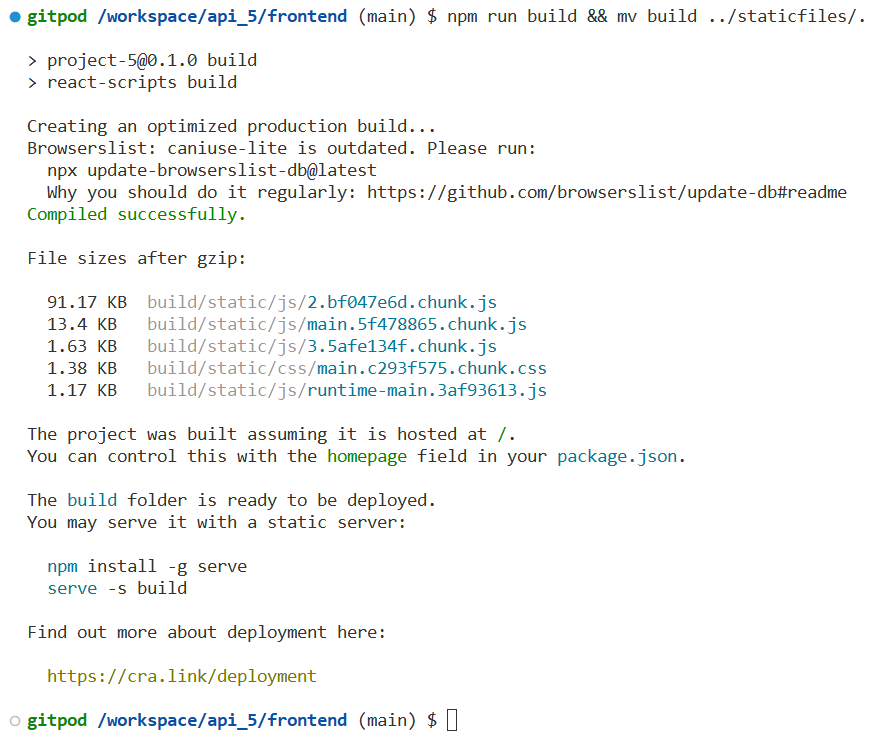 gitpod /workspace/api_5/frontend (main) $ npm run build && mv build ../staticfiles/.
> project-5@0.1.0 build
> react-scripts build
Creating an optimized production build...
Browserslist: caniuse-lite is outdated. Please run:
  npx update-browserslist-db@latest
  Why you should do it regularly: https://github.com/browserslist/update-db#readme
Compiled successfully.
File sizes after gzip:
  91.17 KB  build/static/js/2.bf047e6d.chunk.js
  13.4 KB   build/static/js/main.5f478865.chunk.js
  1.63 KB   build/static/js/3.5afe134f.chunk.js
  1.38 KB   build/static/css/main.c293f575.chunk.css
  1.17 KB   build/static/js/runtime-main.3af93613.js
The project was built assuming it is hosted at /.
You can control this with the homepage field in your package.json.
The build folder is ready to be deployed.
You may serve it with a static server:
  npm install -g serve
  serve -s build
Find out more about deployment here:
  https://cra.link/deployment
gitpod /workspace/api_5/frontend (main) $